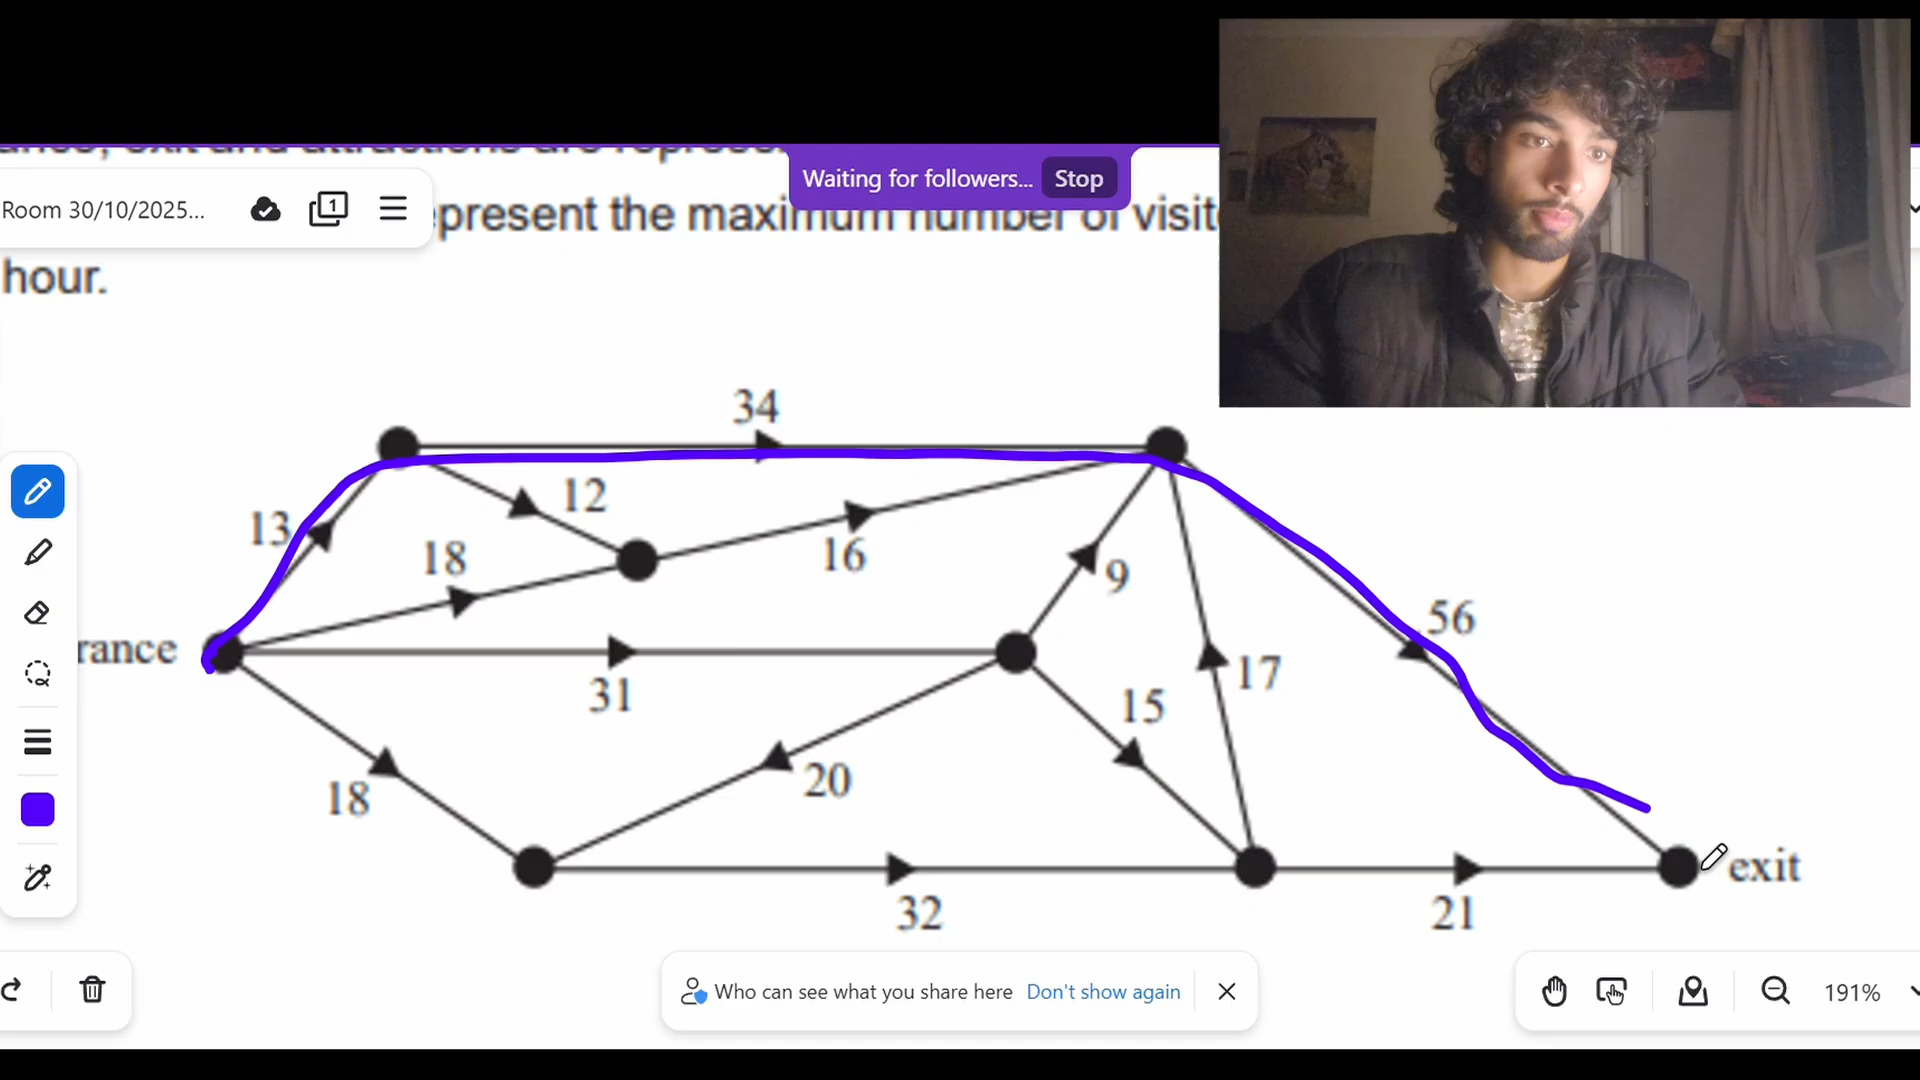 Waiting for followers... Stop
Room 30/10/2025...
1
present the maximum number of visit
hour.
34
12
13
18
16
9
56
rance
31
17
15
20
18
32
21
exit
Who can see what you share here Don't show again
191%